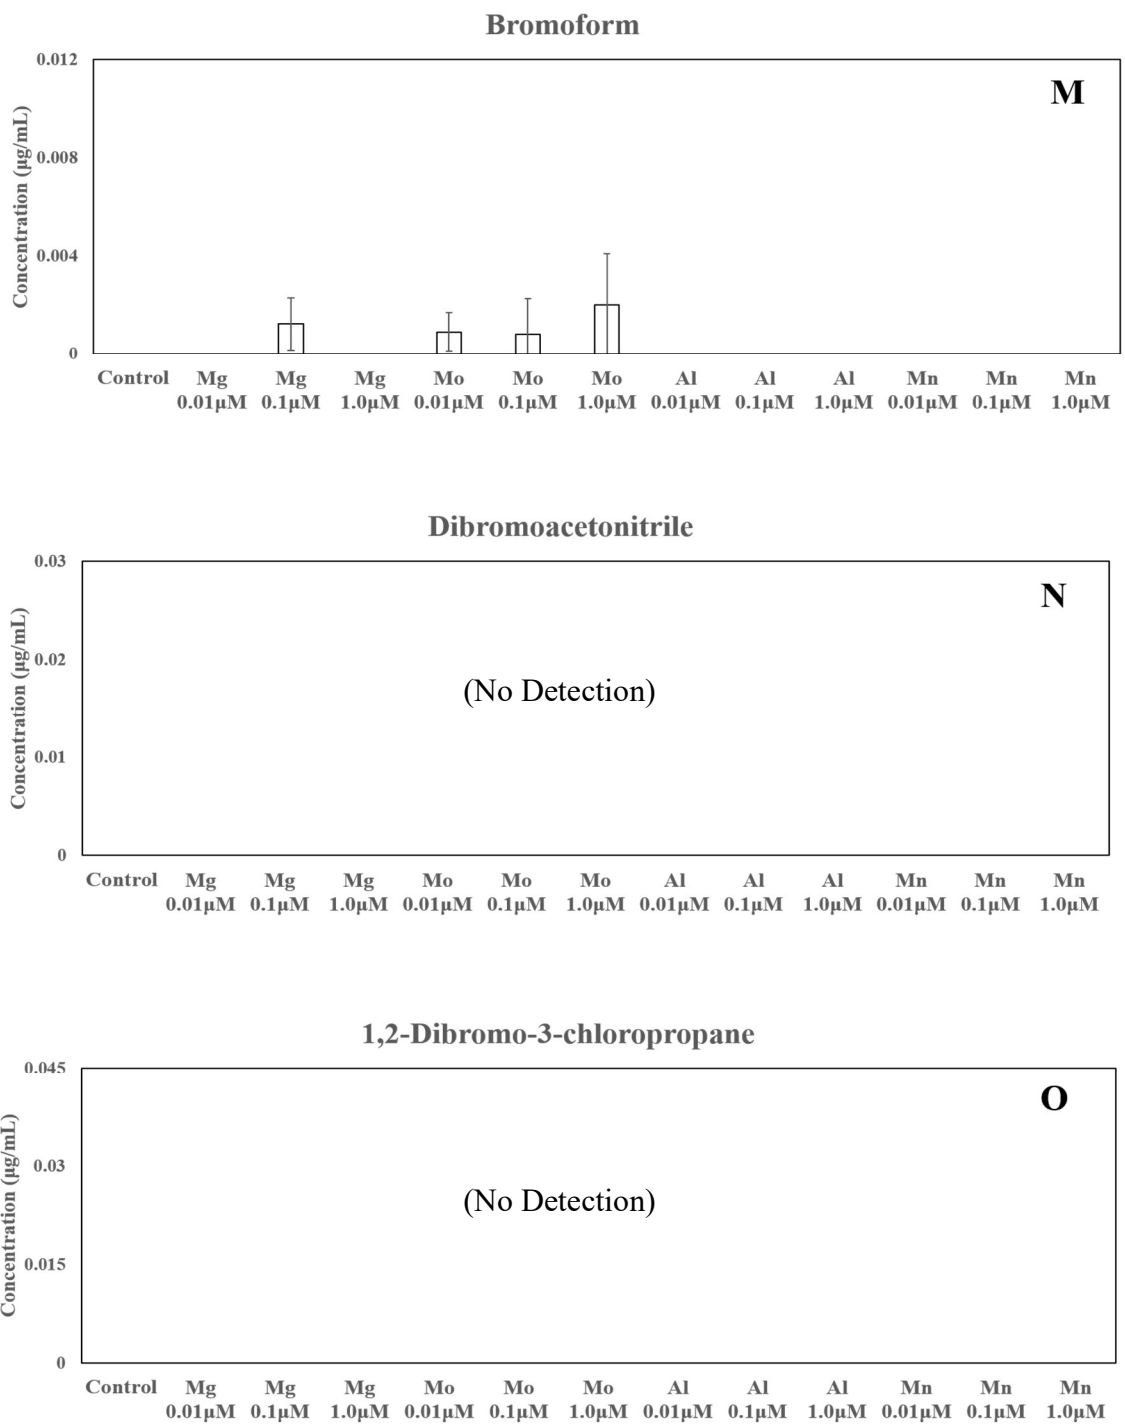 Bromoform
M
Concentration (µg/mL)
0.012
0.008
0.004
0
Control Mg Mg Mg Mo Mo Mo Al Al Al Mn Mn Mn
0.01µM 0.1µM 1.0µM 0.01µM 0.1µM 1.0µM 0.01µM 0.1µM 1.0µM 0.01µM 0.1µM 1.0µM
Dibromoacetonitrile
N
Concentration (µg/mL)
0.03
0.02
0.01
0
(No Detection)
Control Mg Mg Mg Mo Mo Mo Al Al Al Mn Mn Mn
0.01µM 0.1µM 1.0µM 0.01µM 0.1µM 1.0µM 0.01µM 0.1µM 1.0µM 0.01µM 0.1µM 1.0µM
1,2-Dibromo-3-chloropropane
O
Concentration (µg/mL)
0.045
0.03
0.015
0
(No Detection)
Control Mg Mg Mg Mo Mo Mo Al Al Al Mn Mn Mn
0.01µM 0.1µM 1.0µM 0.01µM 0.1µM 1.0µM 0.01µM 0.1µM 1.0µM 0.01µM 0.1µM 1.0µM